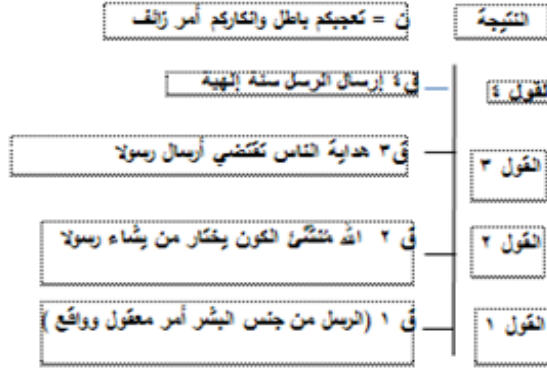 النتيجة ن = تعجبكم باطل وانكاركم أمر زائف
القول ٤ ق٤ إرسال الرسل سنة إلهية
القول ٣ ق٣ هداية الناس تقتضي أرسال رسولا
القول ٢ ق ٢ الله مُنشئ الكون يختار من يشاء رسولا
القول ١ ق ١ (الرسل من جنس البشر أمر معقول وواقع )